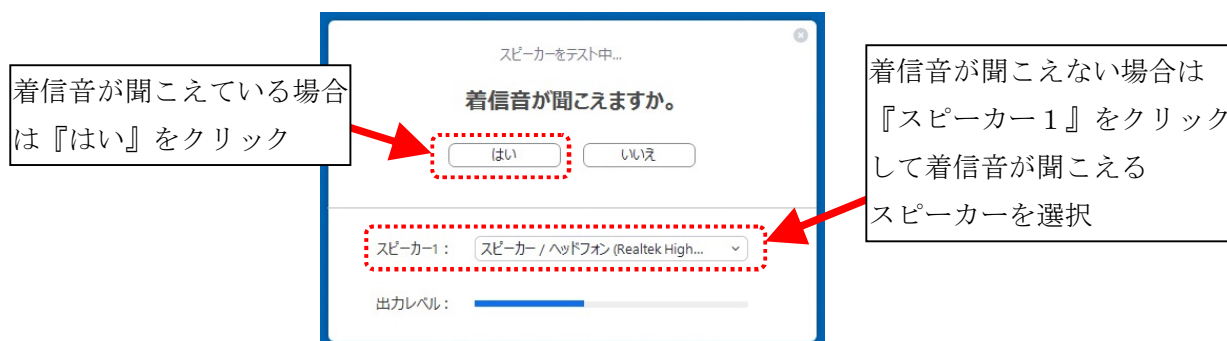 着信音が聞こえている場合
は『はい』をクリック
スピーカーをテスト中...
着信音が聞こえますか。
はい
いいえ
スピーカー1：
スピーカー / ヘッドフォン (Realtek High...
出力レベル：
着信音が聞こえない場合は
『スピーカー１』をクリック
して着信音が聞こえる
スピーカーを選択